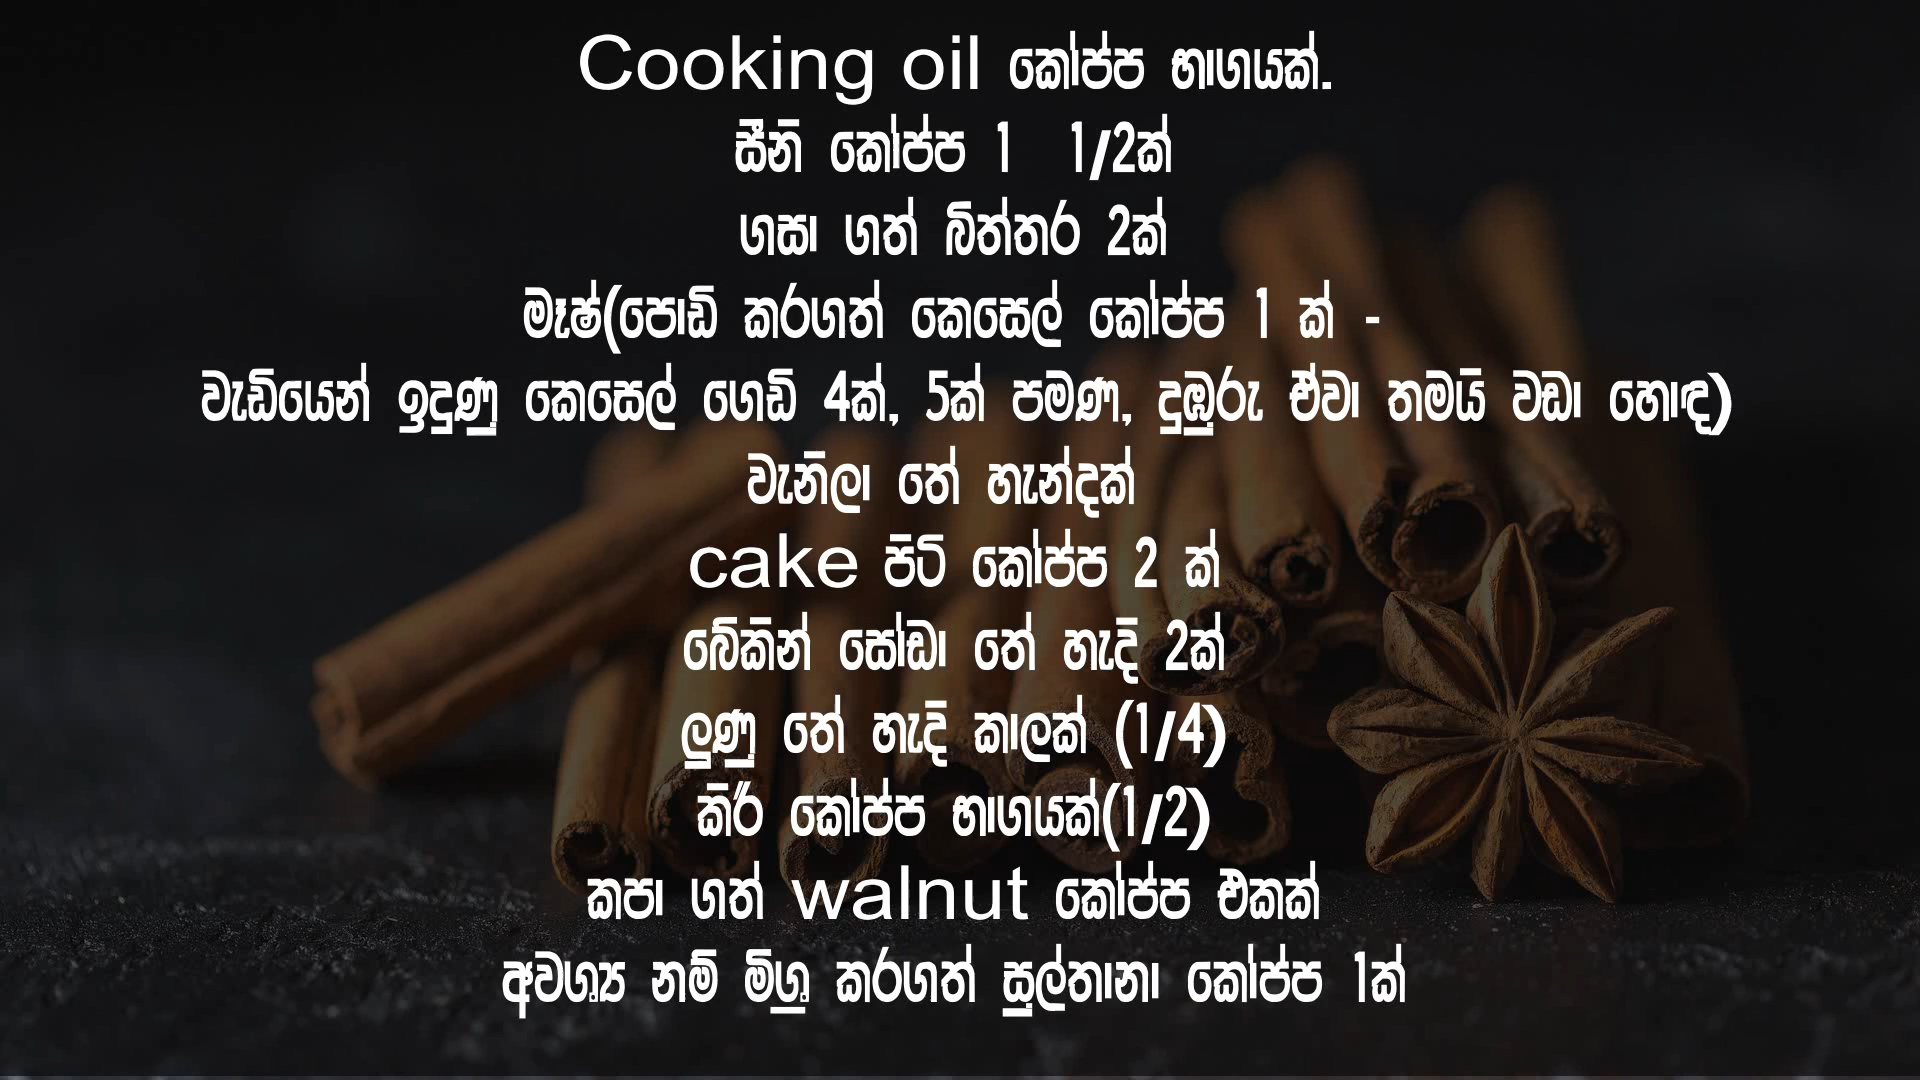 Cooking oil කෝප්ප භාගයක්.
සීනි කෝප්ප 1 1/2ක්
ගසා ගත් බිත්තර 2ක්
මෑෂ්(පොඩි කරගත් කෙසෙල් කෝප්ප 1 ක් -
වැඩියෙන් ඉදුණු කෙසෙල් ගෙඩි 4ක්, 5ක් පමණ, දුඹුරු ඒවා තමයි වඩා හොඳ)
වැනිලා තේ හැන්දක්
cake පිටි කෝප්ප 2 ක්
බේකින් සෝඩා තේ හැදි 2ක්
ලුණු තේ හැදි කාලක් (1/4)
කිරි කෝප්ප භාගයක්(1/2)
කපා ගත් walnut කෝප්ප එකක්
අවශ්‍ය නම් මිශු කරගත් සුල්තානා කෝප්ප 1ක්